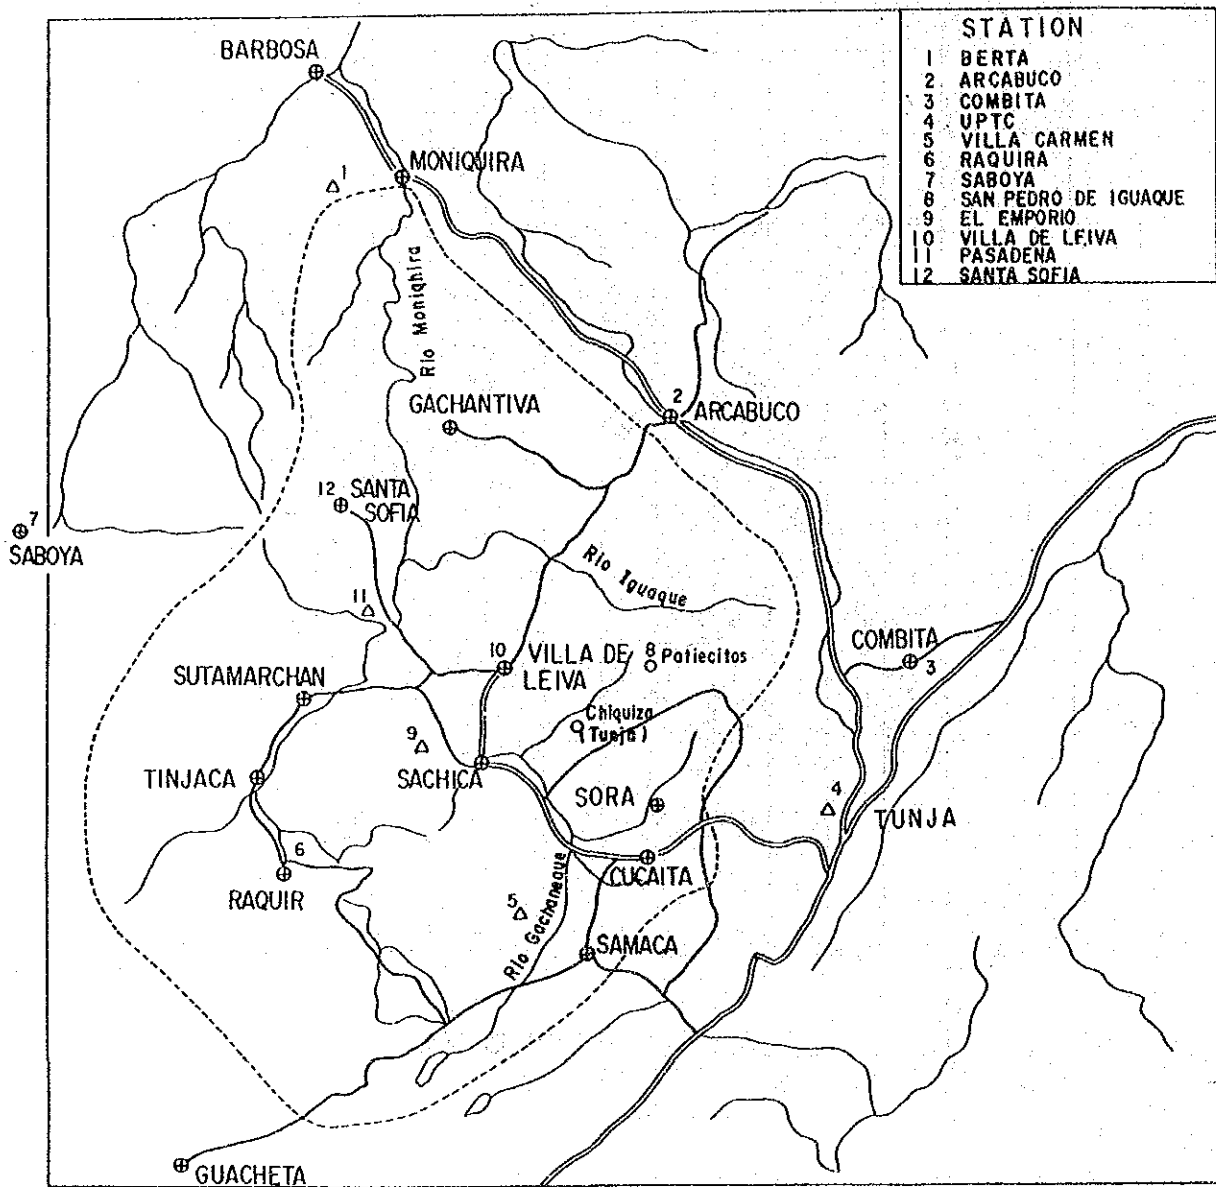 STATION
1 BERTA
2 ARCABUCO
3 COMBITA
4 UPTC
5 VILLA CARMEN
6 RAQUIRA
7 SABOYA
8 SAN PEDRO DE IGUAQUE
9 EL EMPORIO
10 VILLA DE LEIVA
11 PASADENA
12 SANTA SOFIA
BARBOSA
1
MONIQUIRA
Rio Moniqhira
GACHANTIVA
2
ARCABUCO
12 SANTA
SOFIA
7
SABOYA
Rio Iguaque
11
COMBITA
3
10 VILLA DE
LEIVA
8 Patiecitos
SUTAMARCHAN
Chiquiza
(Tunja)
9
TINJACA
SACHICA
SORA
4
TUNJA
6
RAQUIR
CUCAITA
5
Rio Gachaneque
SAMACA
GUACHETA